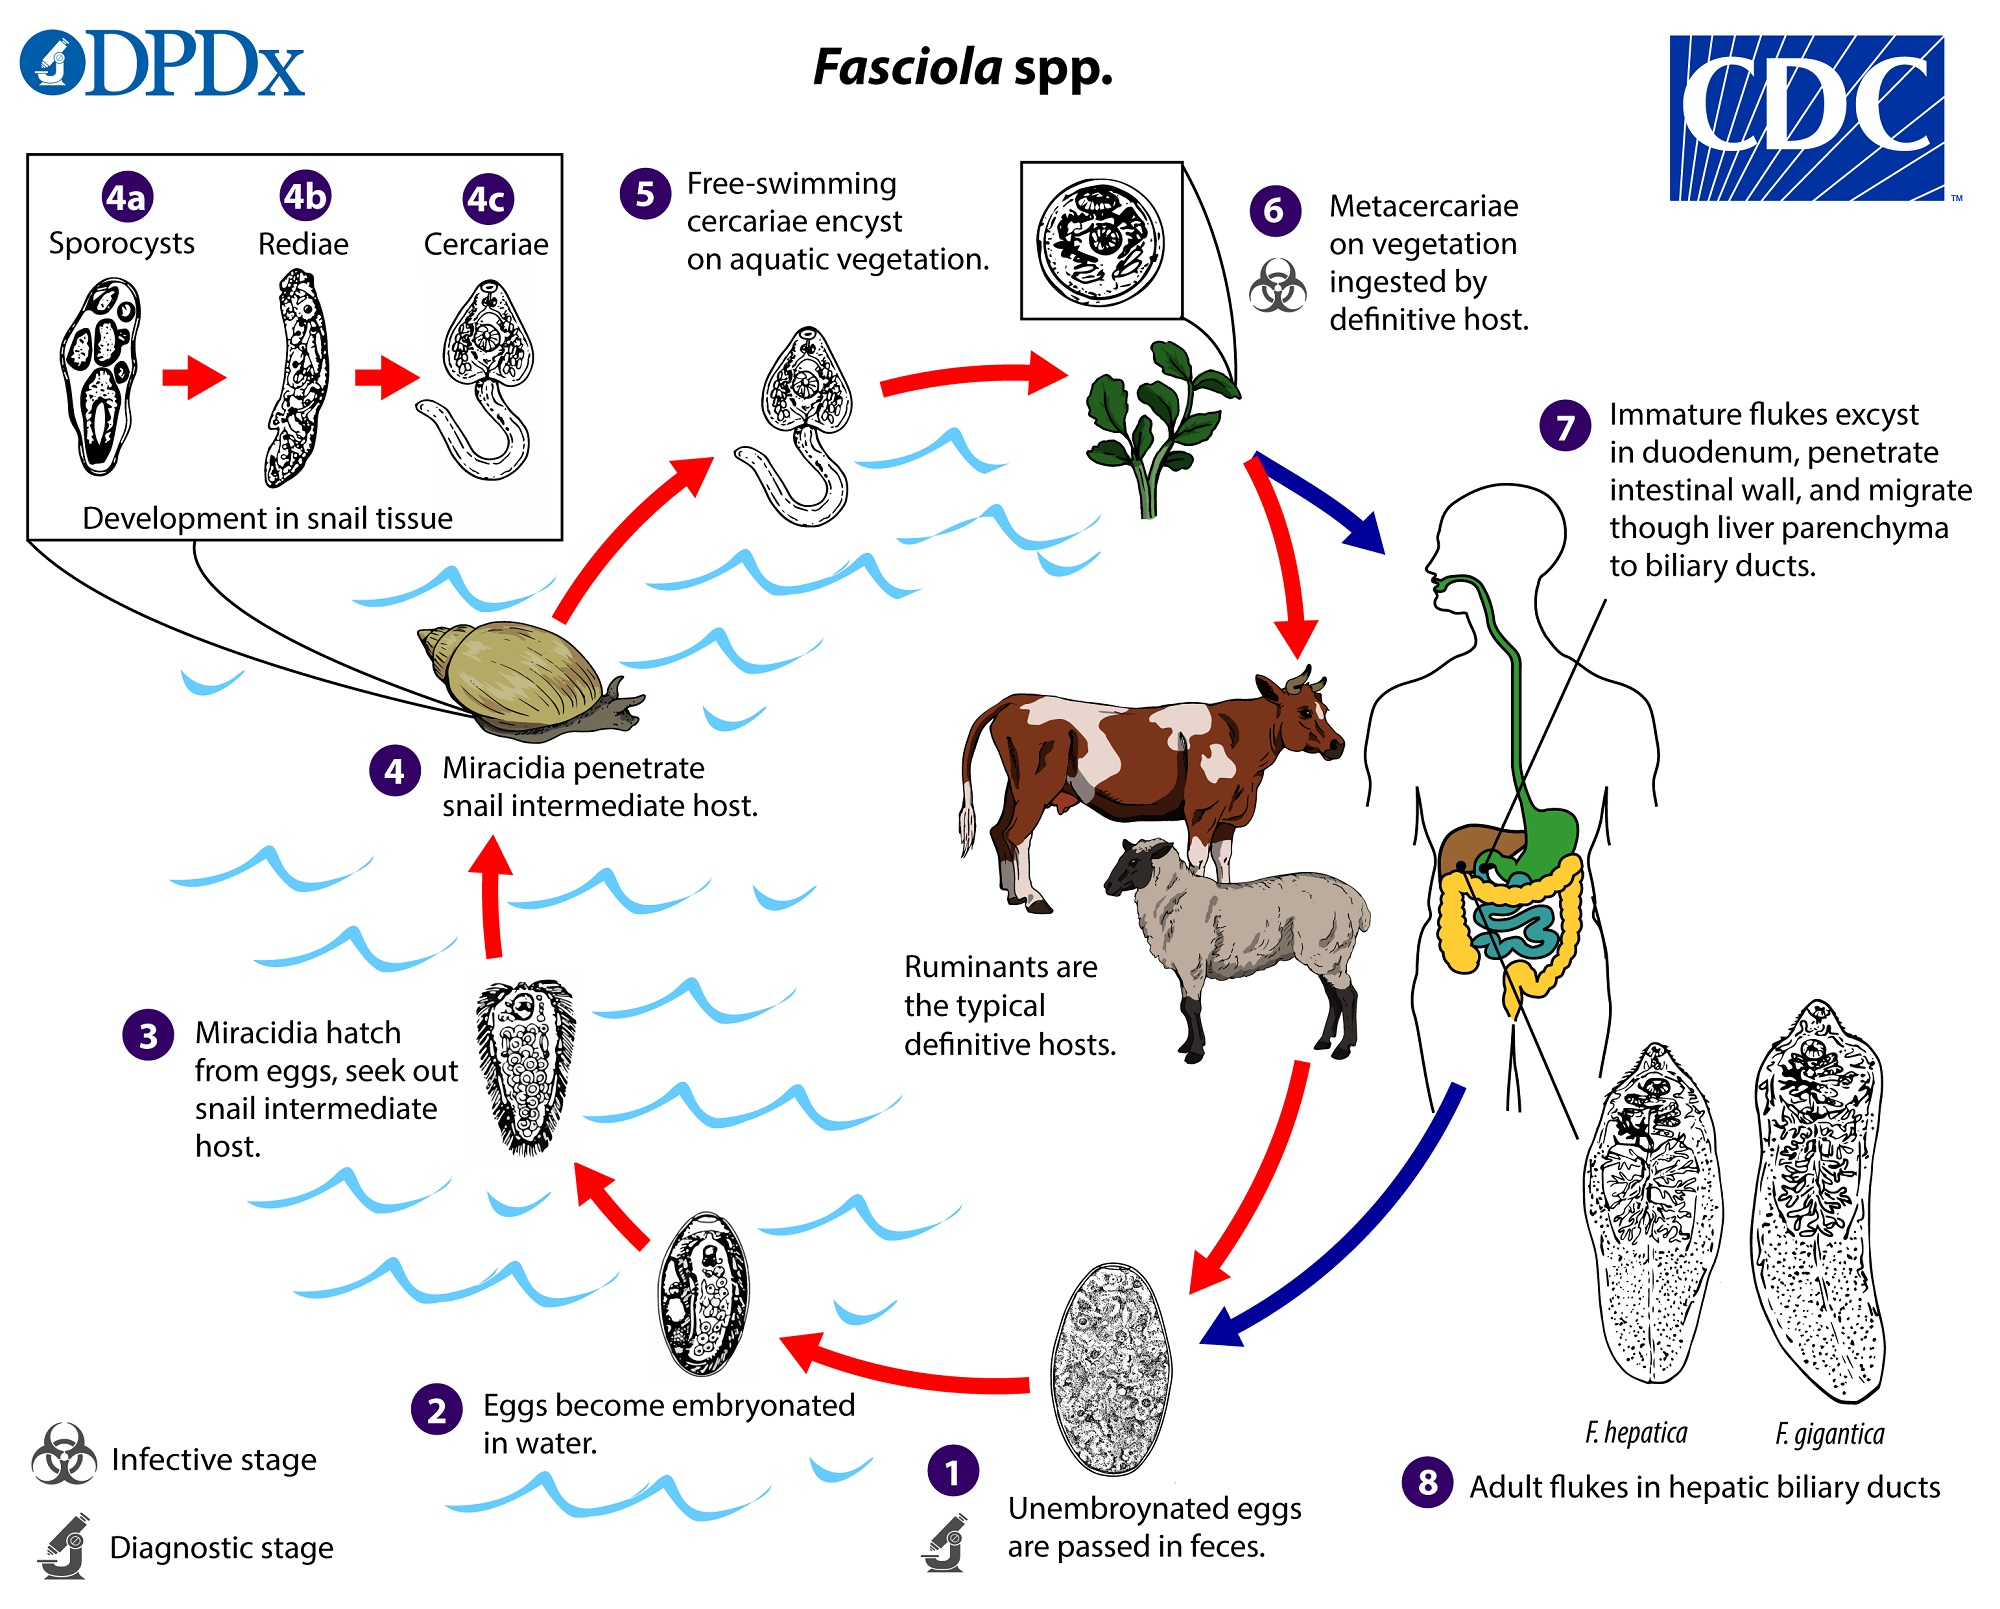 DPDx
Fasciola spp.
CDC
TM
4a
Sporocysts
4b
Rediae
4c
Cercariae
Development in snail tissue
5
Free-swimming
cercariae encyst
on aquatic vegetation.
6
Metacercariae
on vegetation
ingested by
definitive host.
7
Immature flukes excyst
in duodenum, penetrate
intestinal wall, and migrate
though liver parenchyma
to biliary ducts.
4
Miracidia penetrate
snail intermediate host.
Ruminants are
the typical
definitive hosts.
3
Miracidia hatch
from eggs, seek out
snail intermediate
host.
2
Eggs become embryonated
in water.
1
Unembroynated eggs
are passed in feces.
F. hepatica
F. gigantica
8
Adult flukes in hepatic biliary ducts
Infective stage
Diagnostic stage